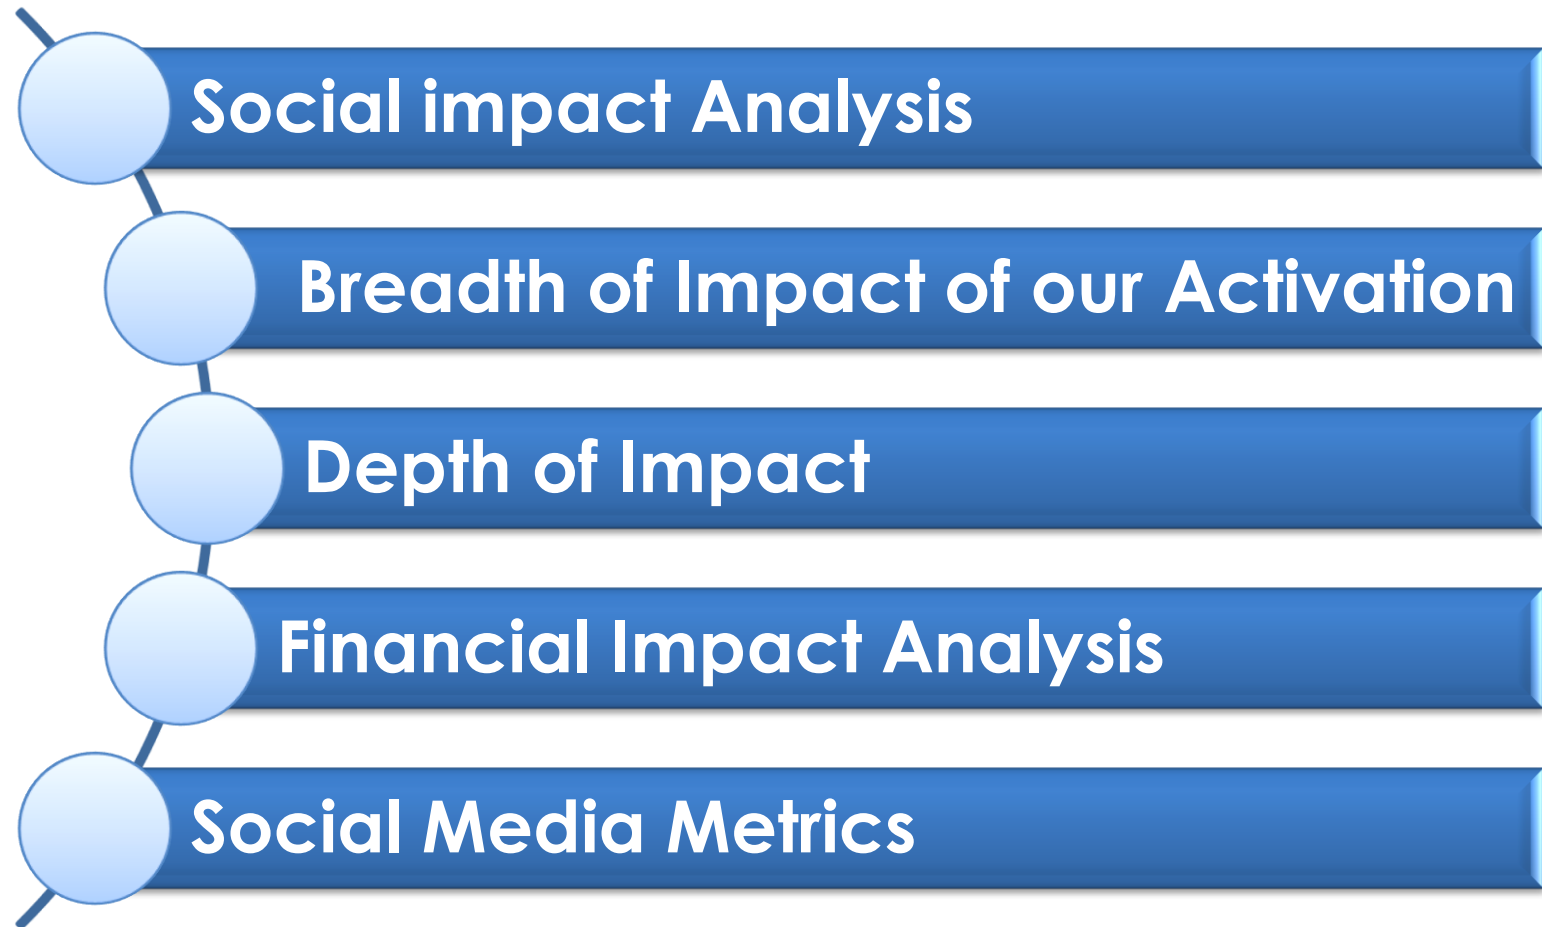 Social impact Analysis
Breadth of Impact of our Activation
Depth of Impact
Financial Impact Analysis
Social Media Metrics